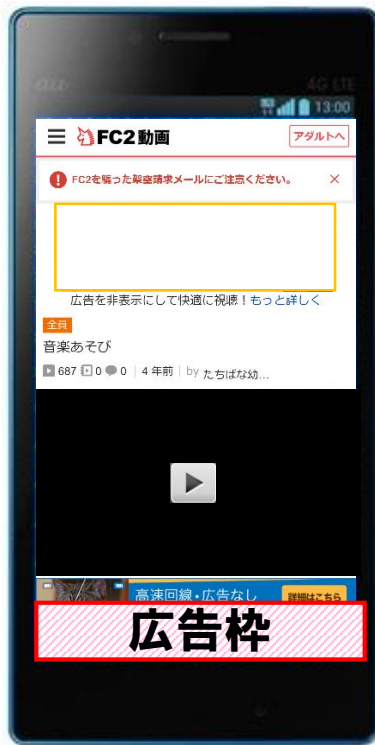 au
4G LTE
13:00
FC2動画
アダルトへ
FC2を騙った架空請求メールにご注意ください。 ×
広告を非表示にして快適に視聴！もっと詳しく
全員
音楽あそび
687 0 0 4 年前 by たちばな幼...
高速回線・広告なし
詳細はこちら
広告枠